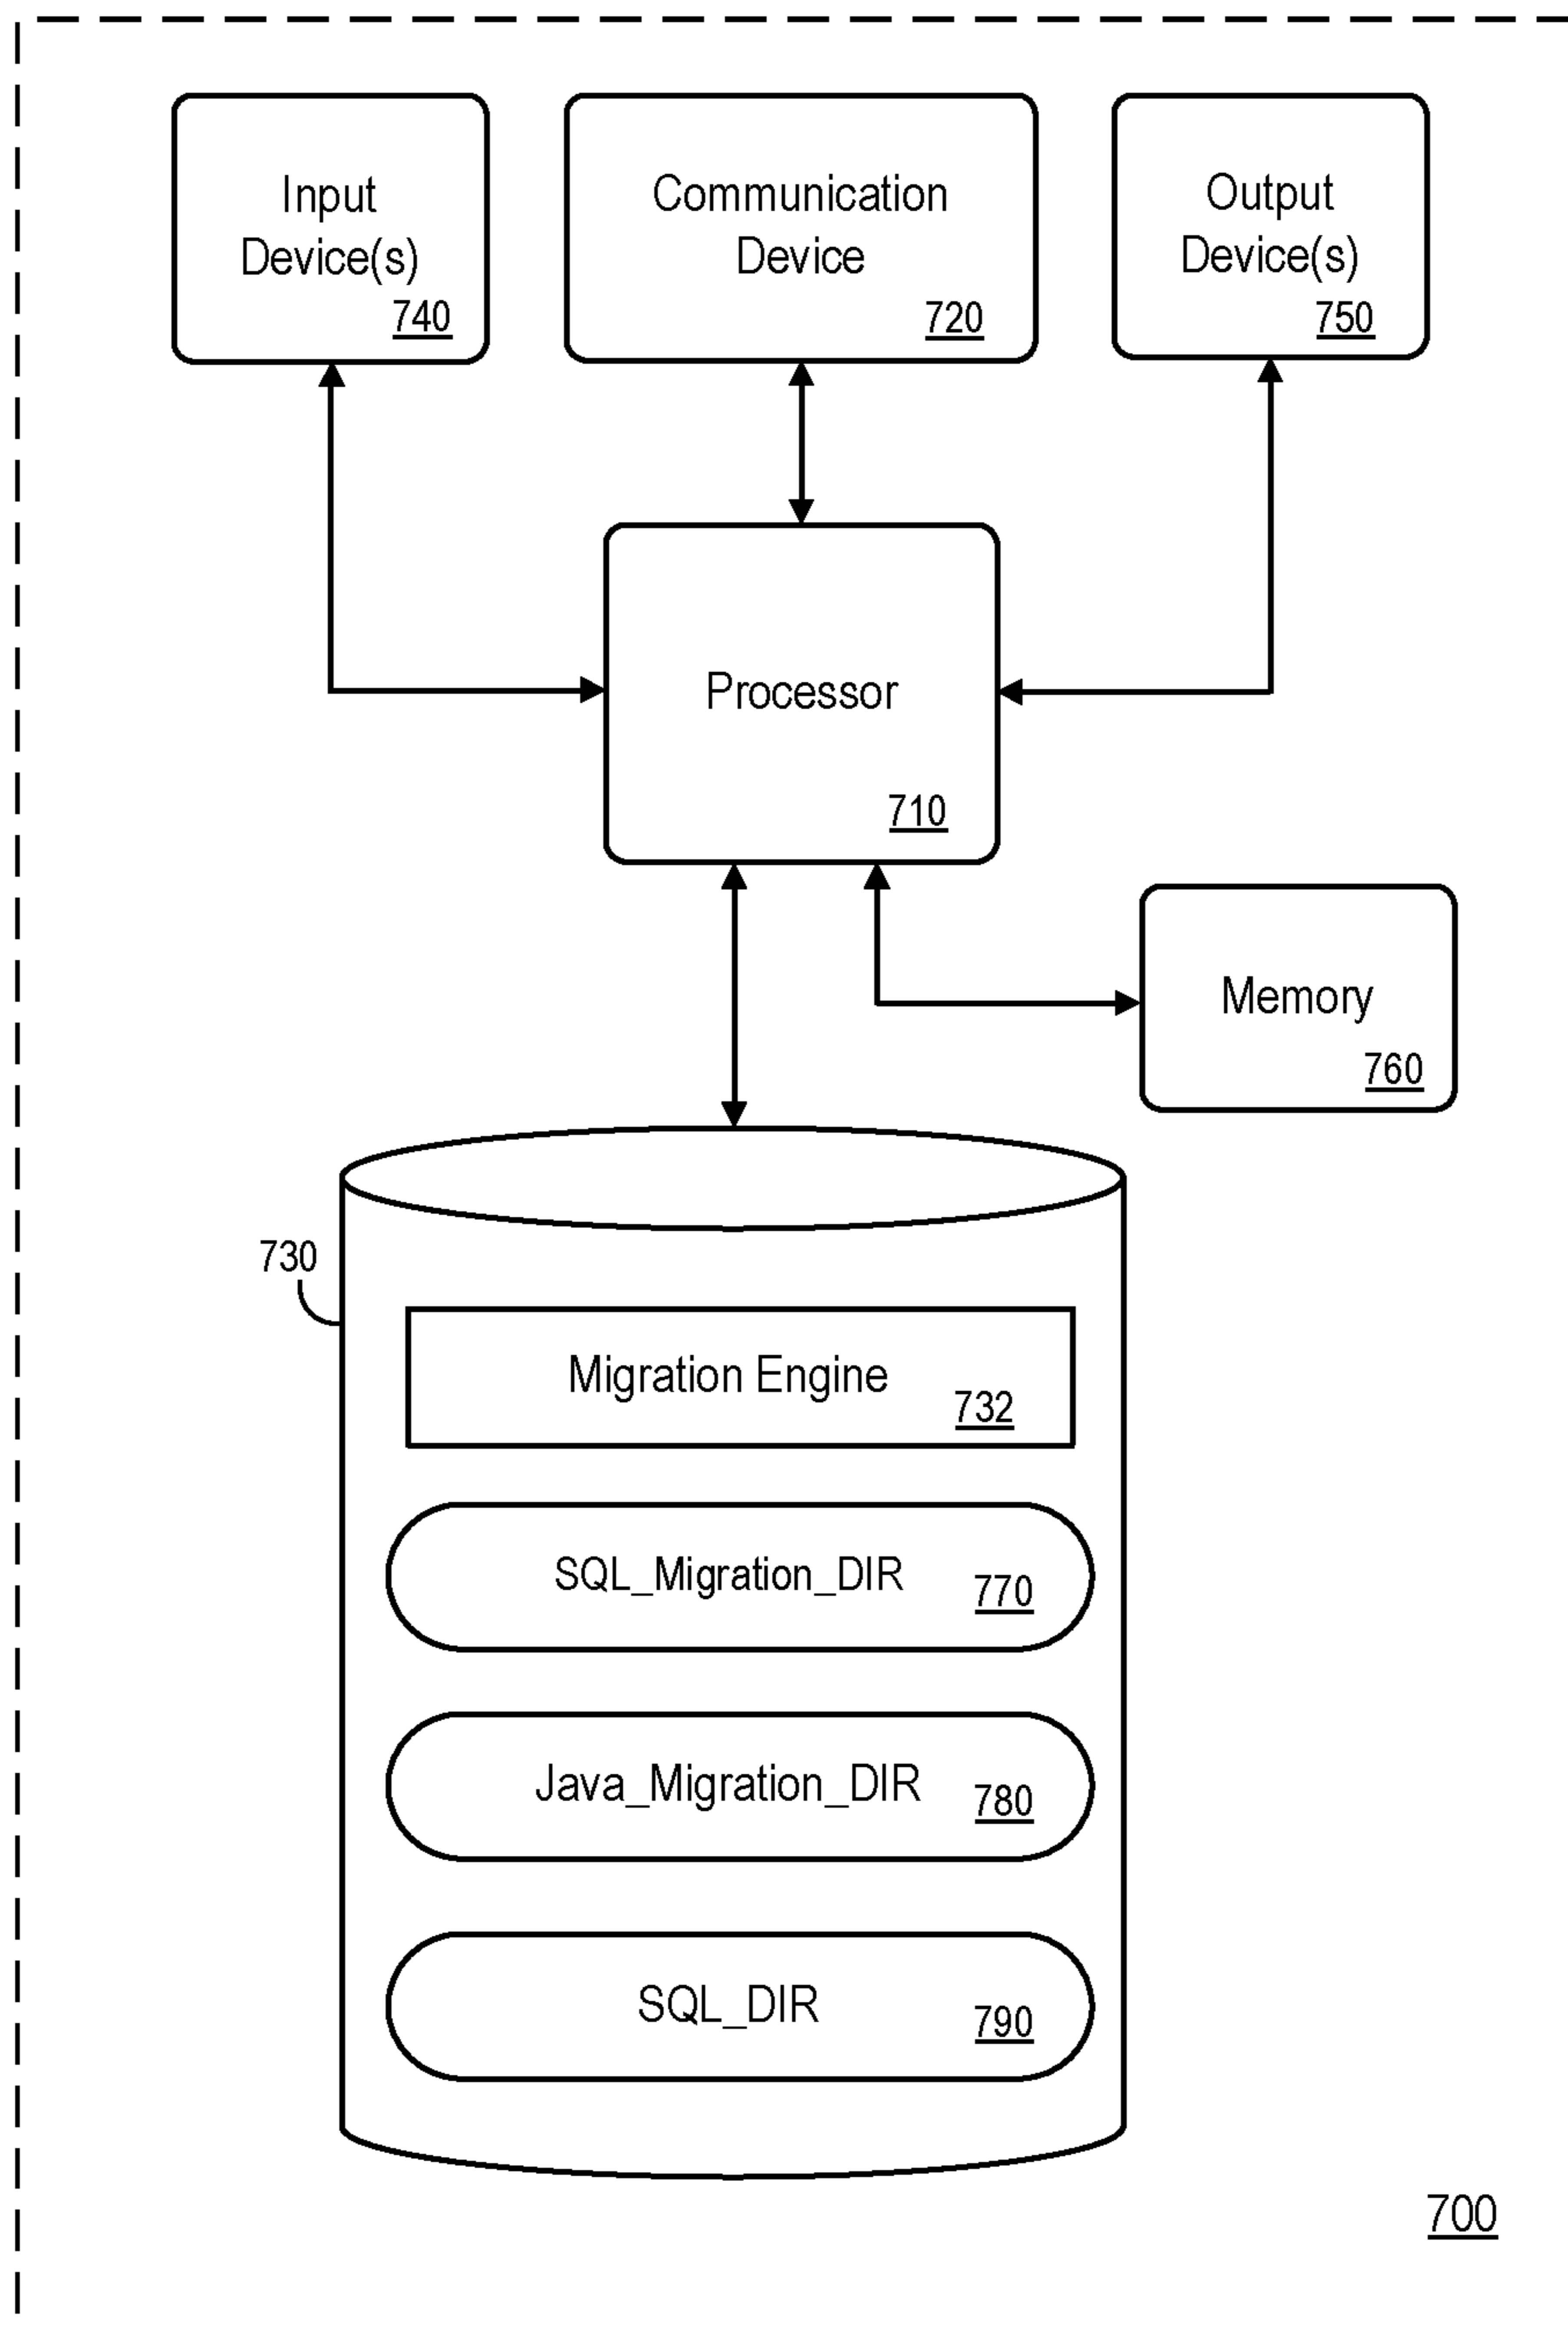 Input
Device(s)
740
Communication
Device
720
Output
Device(s)
750
Processor
710
Memory
760
730
Migration Engine
732
SQL_Migration_DIR
770
Java_Migration_DIR
780
SQL_DIR
790
700